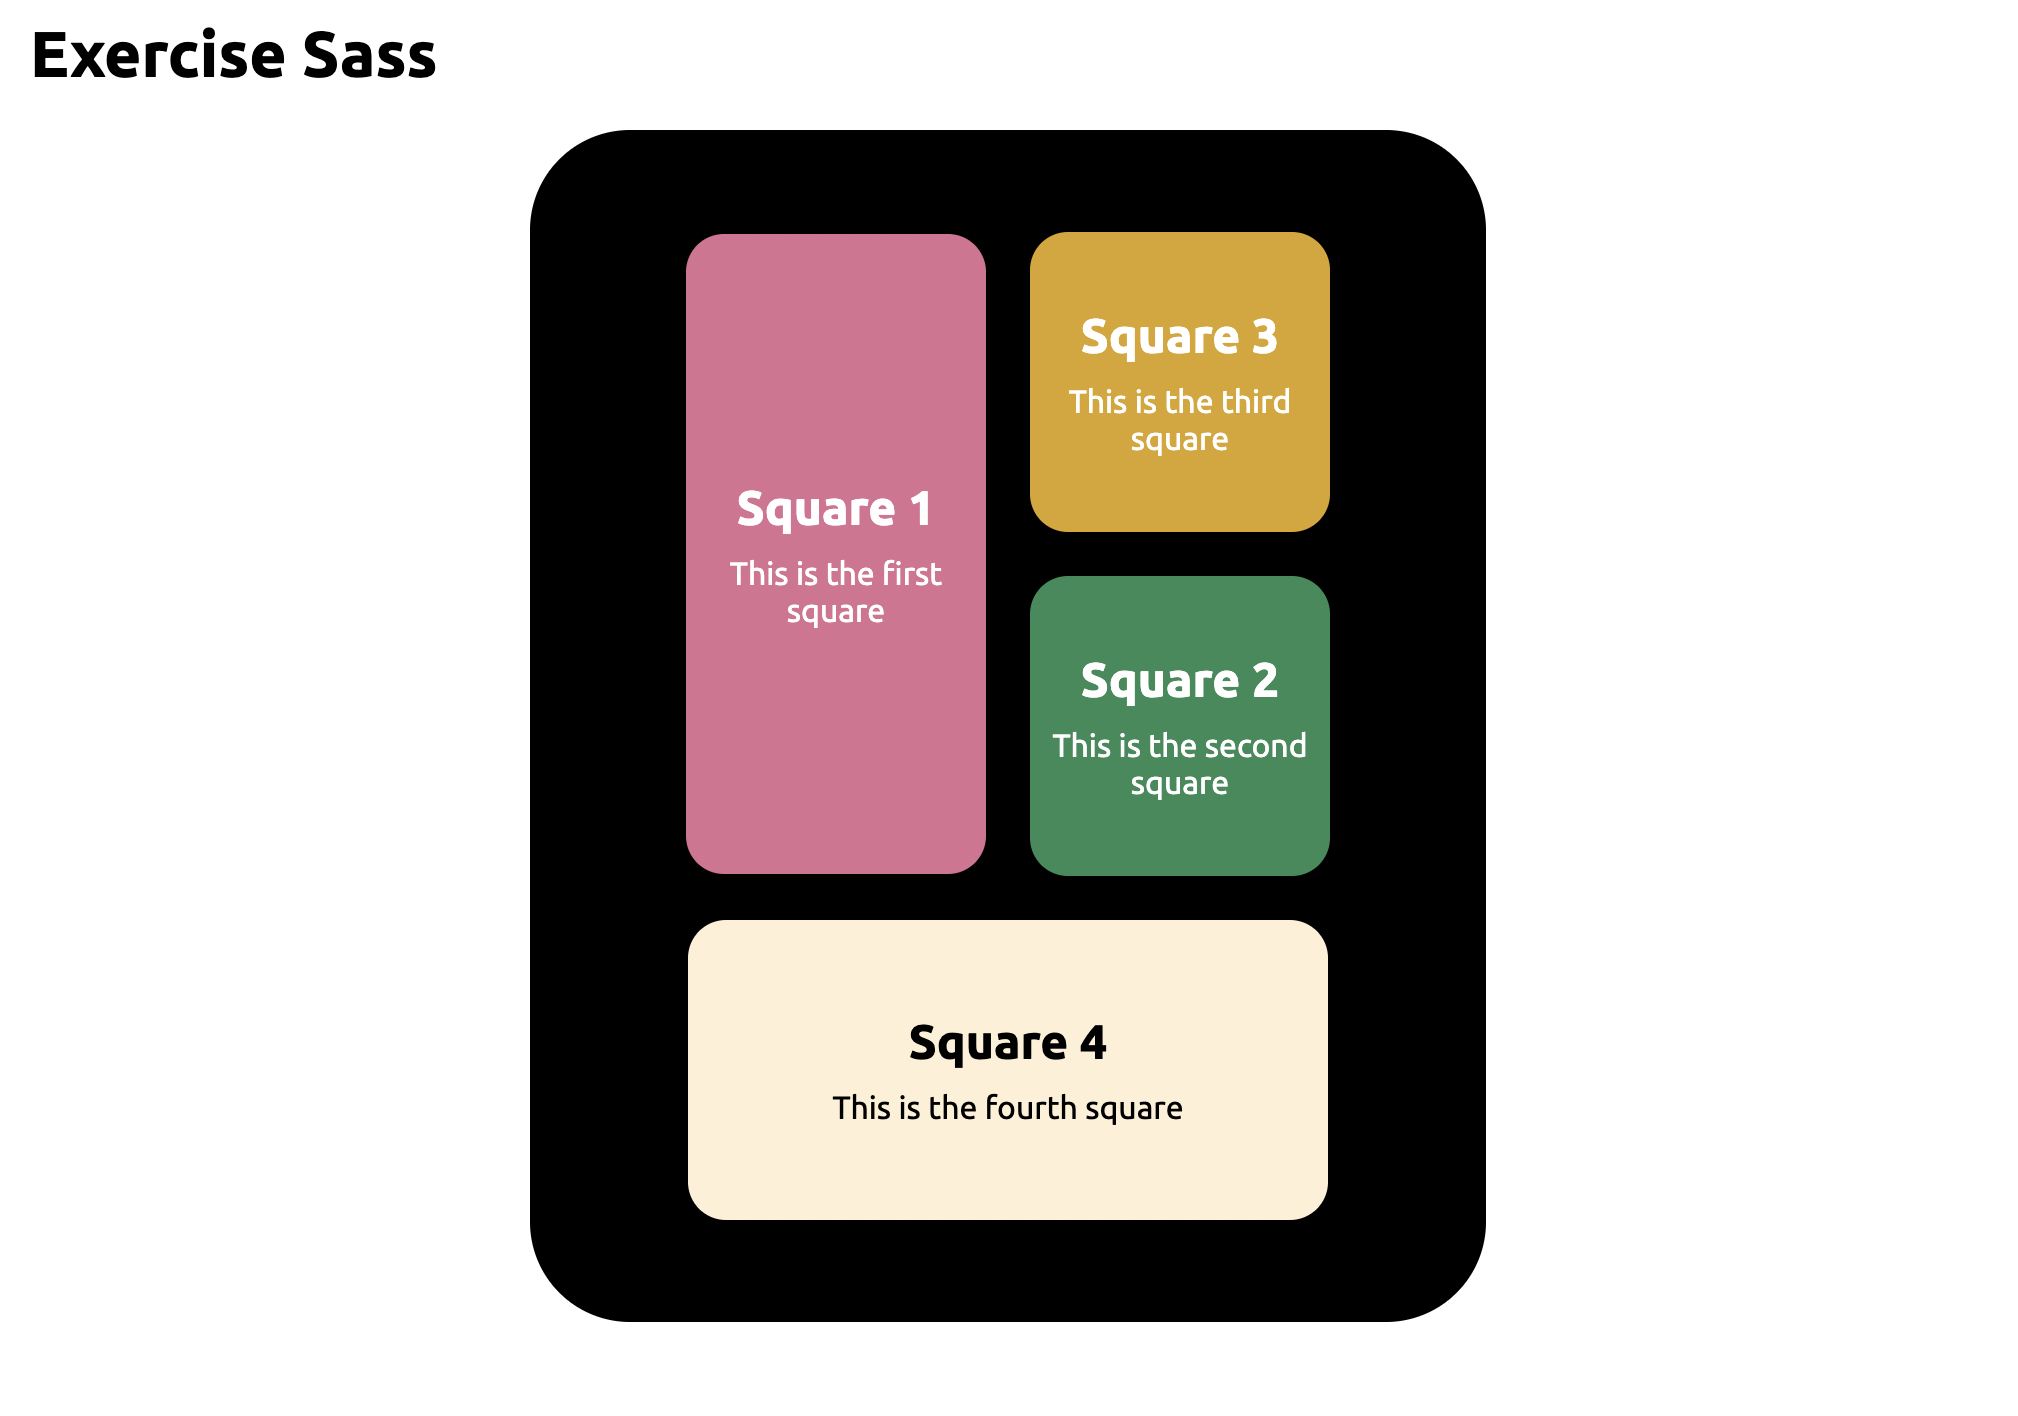 Exercise Sass
Square 1
This is the first
square
Square 3
This is the third
square
Square 2
This is the second
square
Square 4
This is the fourth square